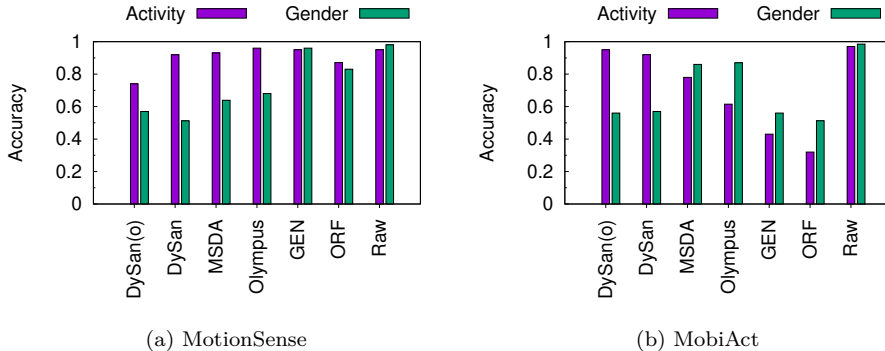 Activity Gender
Accuracy
1
0.8
0.6
0.4
0.2
0
DySan(o)
DySan
MSDA
Olympus
GEN
ORF
Raw
(a) MotionSense
Activity Gender
Accuracy
1
0.8
0.6
0.4
0.2
0
DySan(o)
DySan
MSDA
Olympus
GEN
ORF
Raw
(b) MobiAct